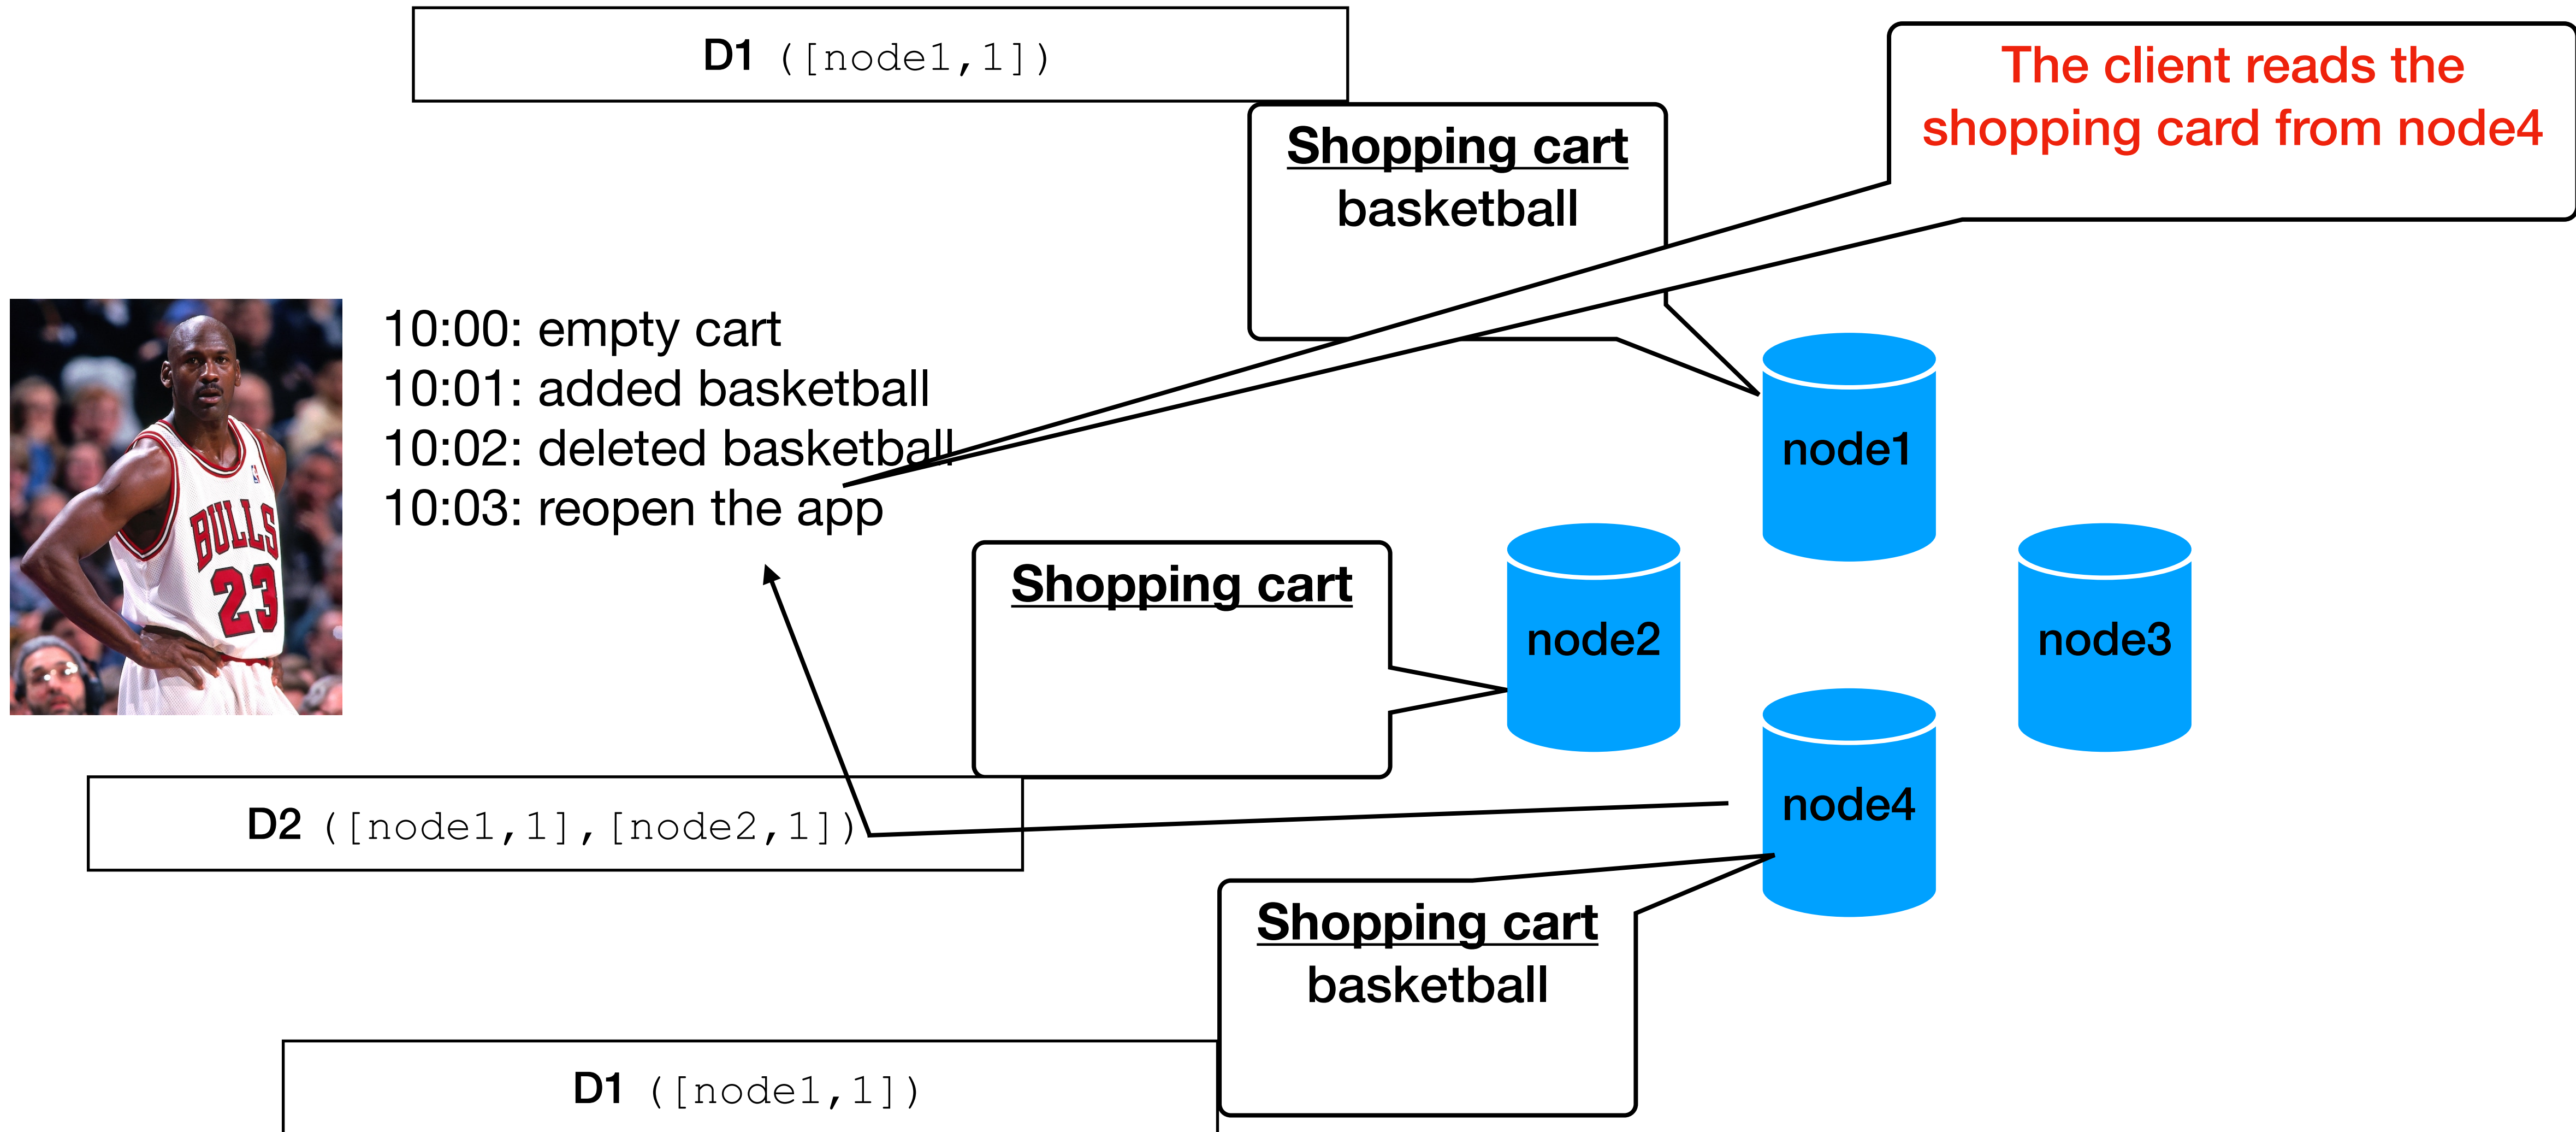 D1 ([node1,1])
The client reads the
shopping card from node4
Shopping cart
basketball
10:00: empty cart
10:01: added basketball
10:02: deleted basketball
10:03: reopen the app
BULLS
23
node1
Shopping cart
node2
node3
D2 ([node1,1],[node2,1])
node4
Shopping cart
basketball
D1 ([node1,1])